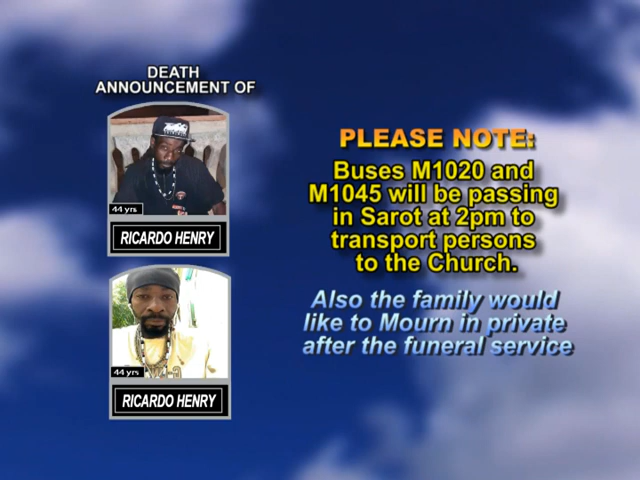 DEATH
ANNOUNCEMENT OF
44 yrs
RICARDO HENRY
44 yrs
RICARDO HENRY
PLEASE NOTE:
Buses M1020 and
M1045 will be passing
in Sarot at 2pm to
transport persons
to the Church.
Also the family would
like to Mourn in private
after the funeral service